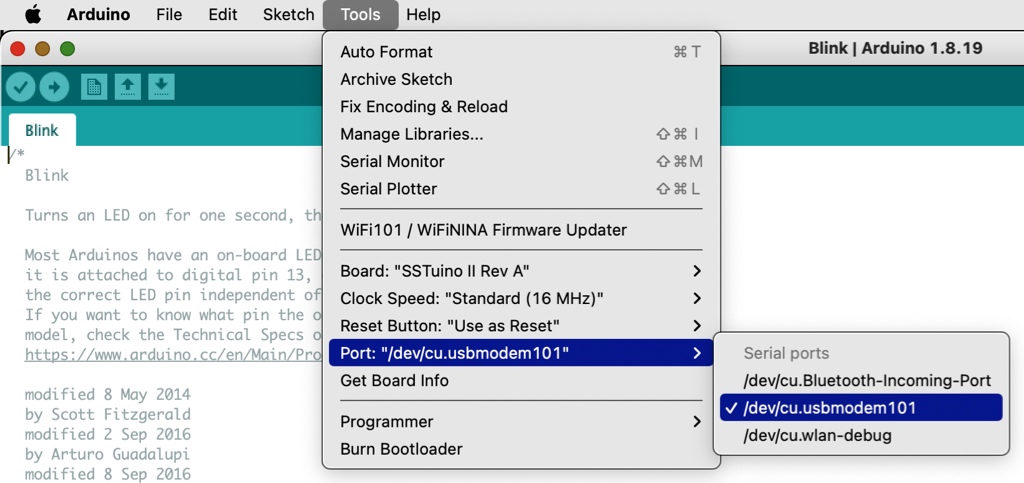 Arduino File Edit Sketch Tools Help
Blink | Arduino 1.8.19
Blink
/*
Blink
Turns an LED on for one second, th
Most Arduinos have an on-board LED
it is attached to digital pin 13,
the correct LED pin independent of
If you want to know what pin the o
model, check the Technical Specs o
https://www.arduino.cc/en/Main/Pro
modified 8 May 2014
by Scott Fitzgerald
modified 2 Sep 2016
by Arturo Guadalupi
modified 8 Sep 2016
Auto Format ⌘ T
Archive Sketch
Fix Encoding & Reload
Manage Libraries... ⇧ ⌘ I
Serial Monitor ⇧ ⌘ M
Serial Plotter ⇧ ⌘ L
WiFi101 / WiFiNINA Firmware Updater
Board: "SSTuino II Rev A"
Clock Speed: "Standard (16 MHz)"
Reset Button: "Use as Reset"
Port: "/dev/cu.usbmodem101"
Get Board Info
Programmer
Burn Bootloader
Serial ports
/dev/cu.Bluetooth-Incoming-Port
✓ /dev/cu.usbmodem101
/dev/cu.wlan-debug